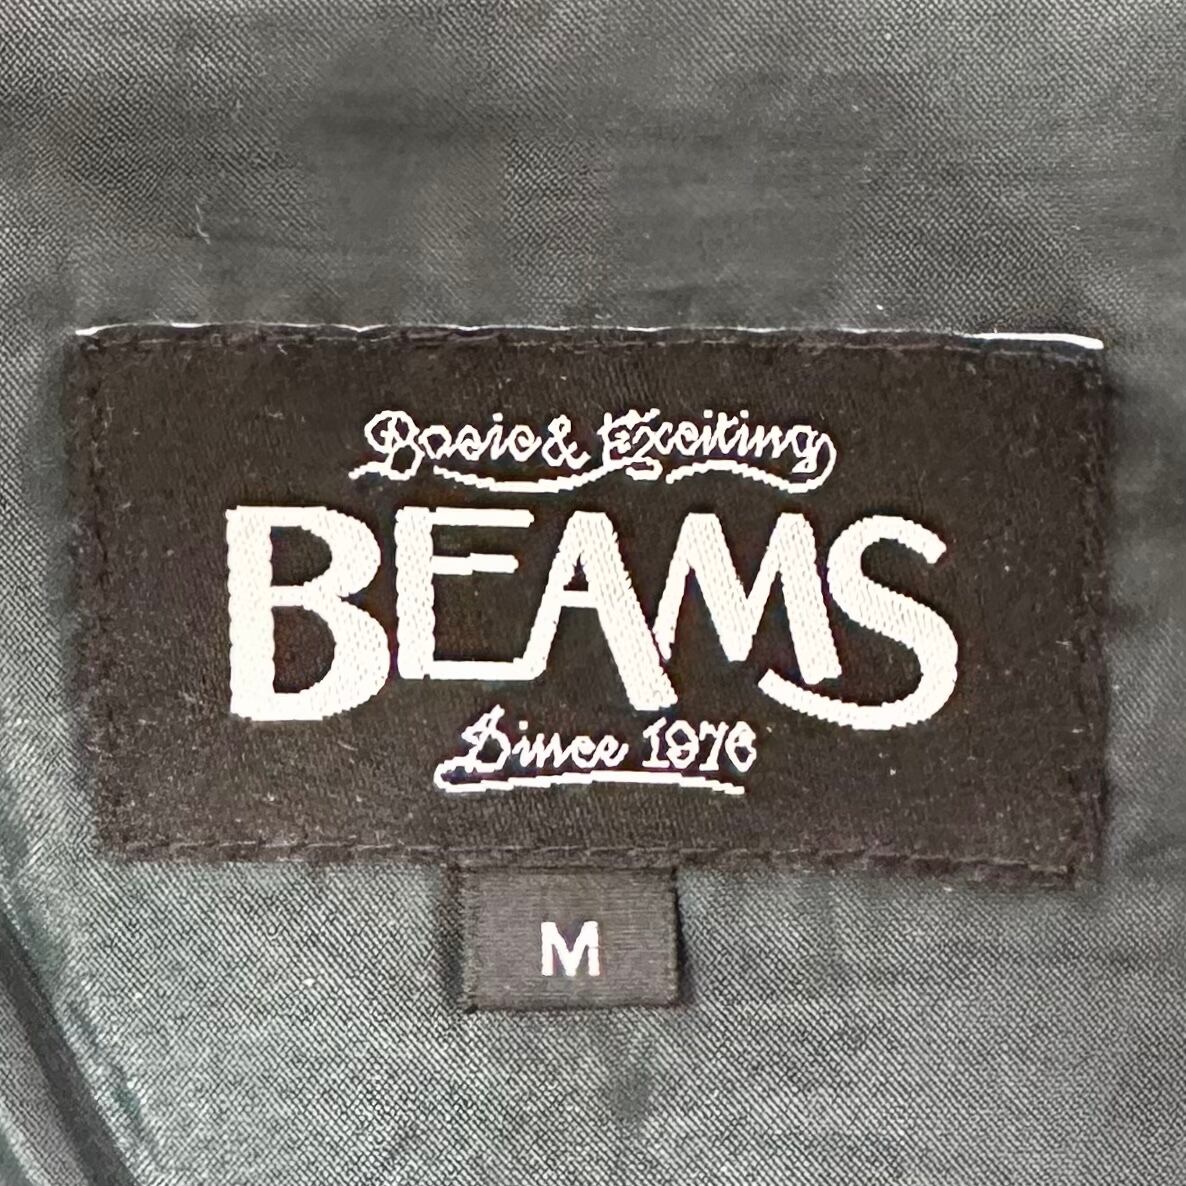 Basic & Exciting
BEAMS
Since 1976
M